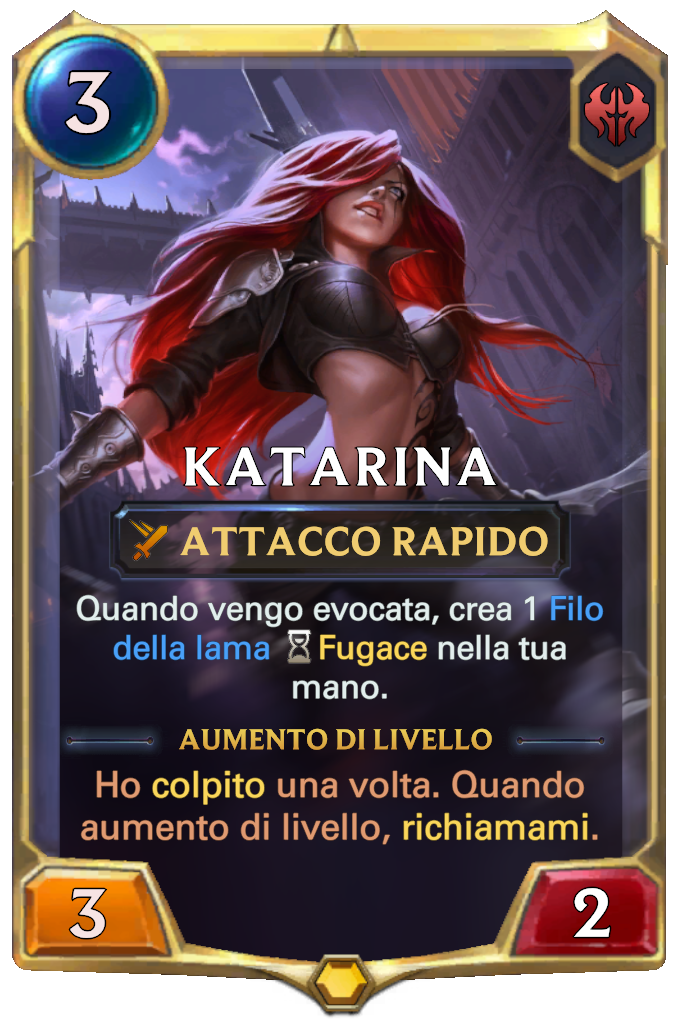 3
KATARINA
ATTACCO RAPIDO
Quando vengo evocata, crea 1 Filo
della lama Fugace nella tua
mano.
AUMENTO DI LIVELLO
Ho colpito una volta. Quando
aumento di livello, richiamami.
3
2